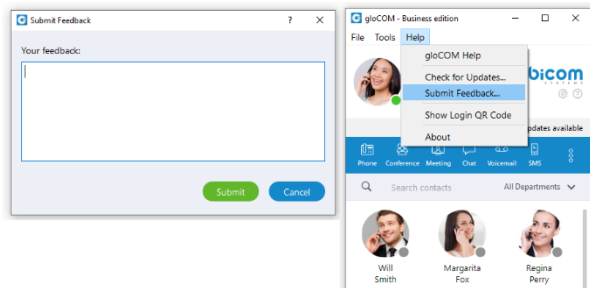 Submit Feedback
?
Your feedback:
Submit
Cancel
gloCOM - Business edition
File Tools Help
gloCOM Help
Check for Updates...
Submit Feedback...
Show Login QR Code
About
bicom
SYSTEMS
pdates available
Phone Conference Meeting Chat Voicemail SMS
Search contacts All Departments
Will Smith
Margarita Fox
Regina Perry